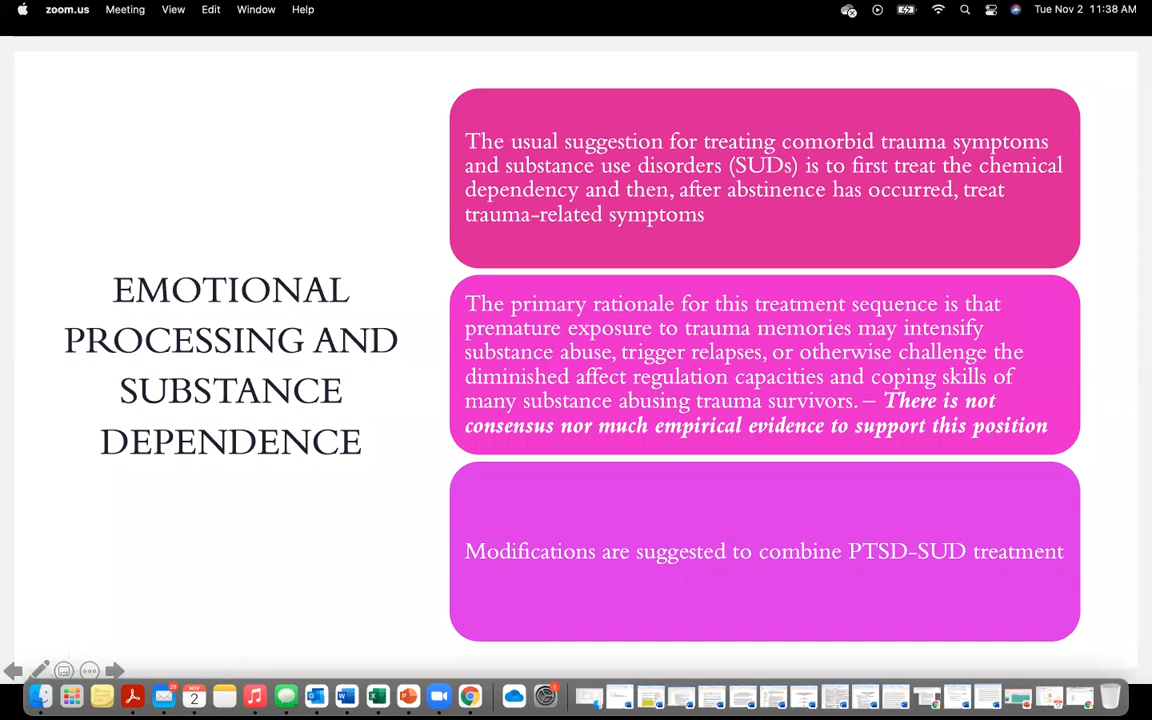 zoom.us Meeting View Edit Window Help Tue Nov 2 11:38 AM
EMOTIONAL
PROCESSING AND
SUBSTANCE
DEPENDENCE
The usual suggestion for treating comorbid trauma symptoms
and substance use disorders (SUDs) is to first treat the chemical
dependency and then, after abstinence has occurred, treat
trauma-related symptoms
The primary rationale for this treatment sequence is that
premature exposure to trauma memories may intensify
substance abuse, trigger relapses, or otherwise challenge the
diminished affect regulation capacities and coping skills of
many substance abusing trauma survivors. – There is not
consensus nor much empirical evidence to support this position
Modifications are suggested to combine PTSD-SUD treatment
NOV
2